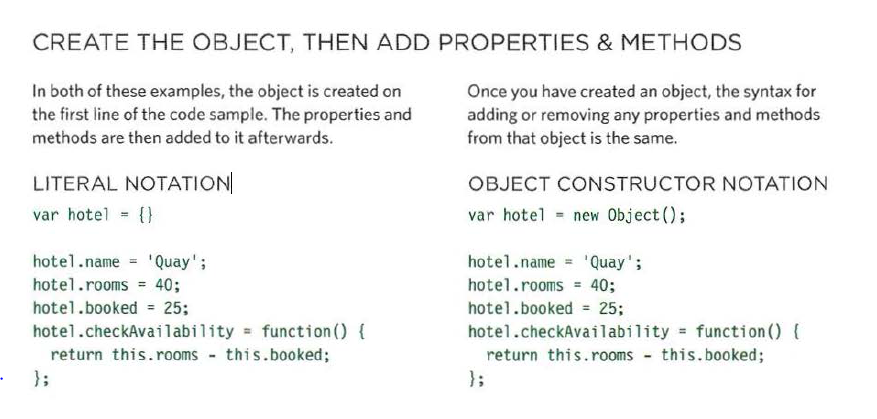 CREATE THE OBJECT, THEN ADD PROPERTIES & METHODS
In both of these examples, the object is created on
the first line of the code sample. The properties and
methods are then added to it afterwards.
LITERAL NOTATION
var hotel = {}
hotel.name = 'Quay';
hotel.rooms = 40;
hotel.booked = 25;
hotel.checkAvailability = function() {
return this.rooms - this.booked;
};
Once you have created an object, the syntax for
adding or removing any properties and methods
from that object is the same.
OBJECT CONSTRUCTOR NOTATION
var hotel = new Object();
hotel.name = 'Quay';
hotel.rooms = 40;
hotel.booked = 25;
hotel.checkAvailability = function() {
return this.rooms - this.booked;
};